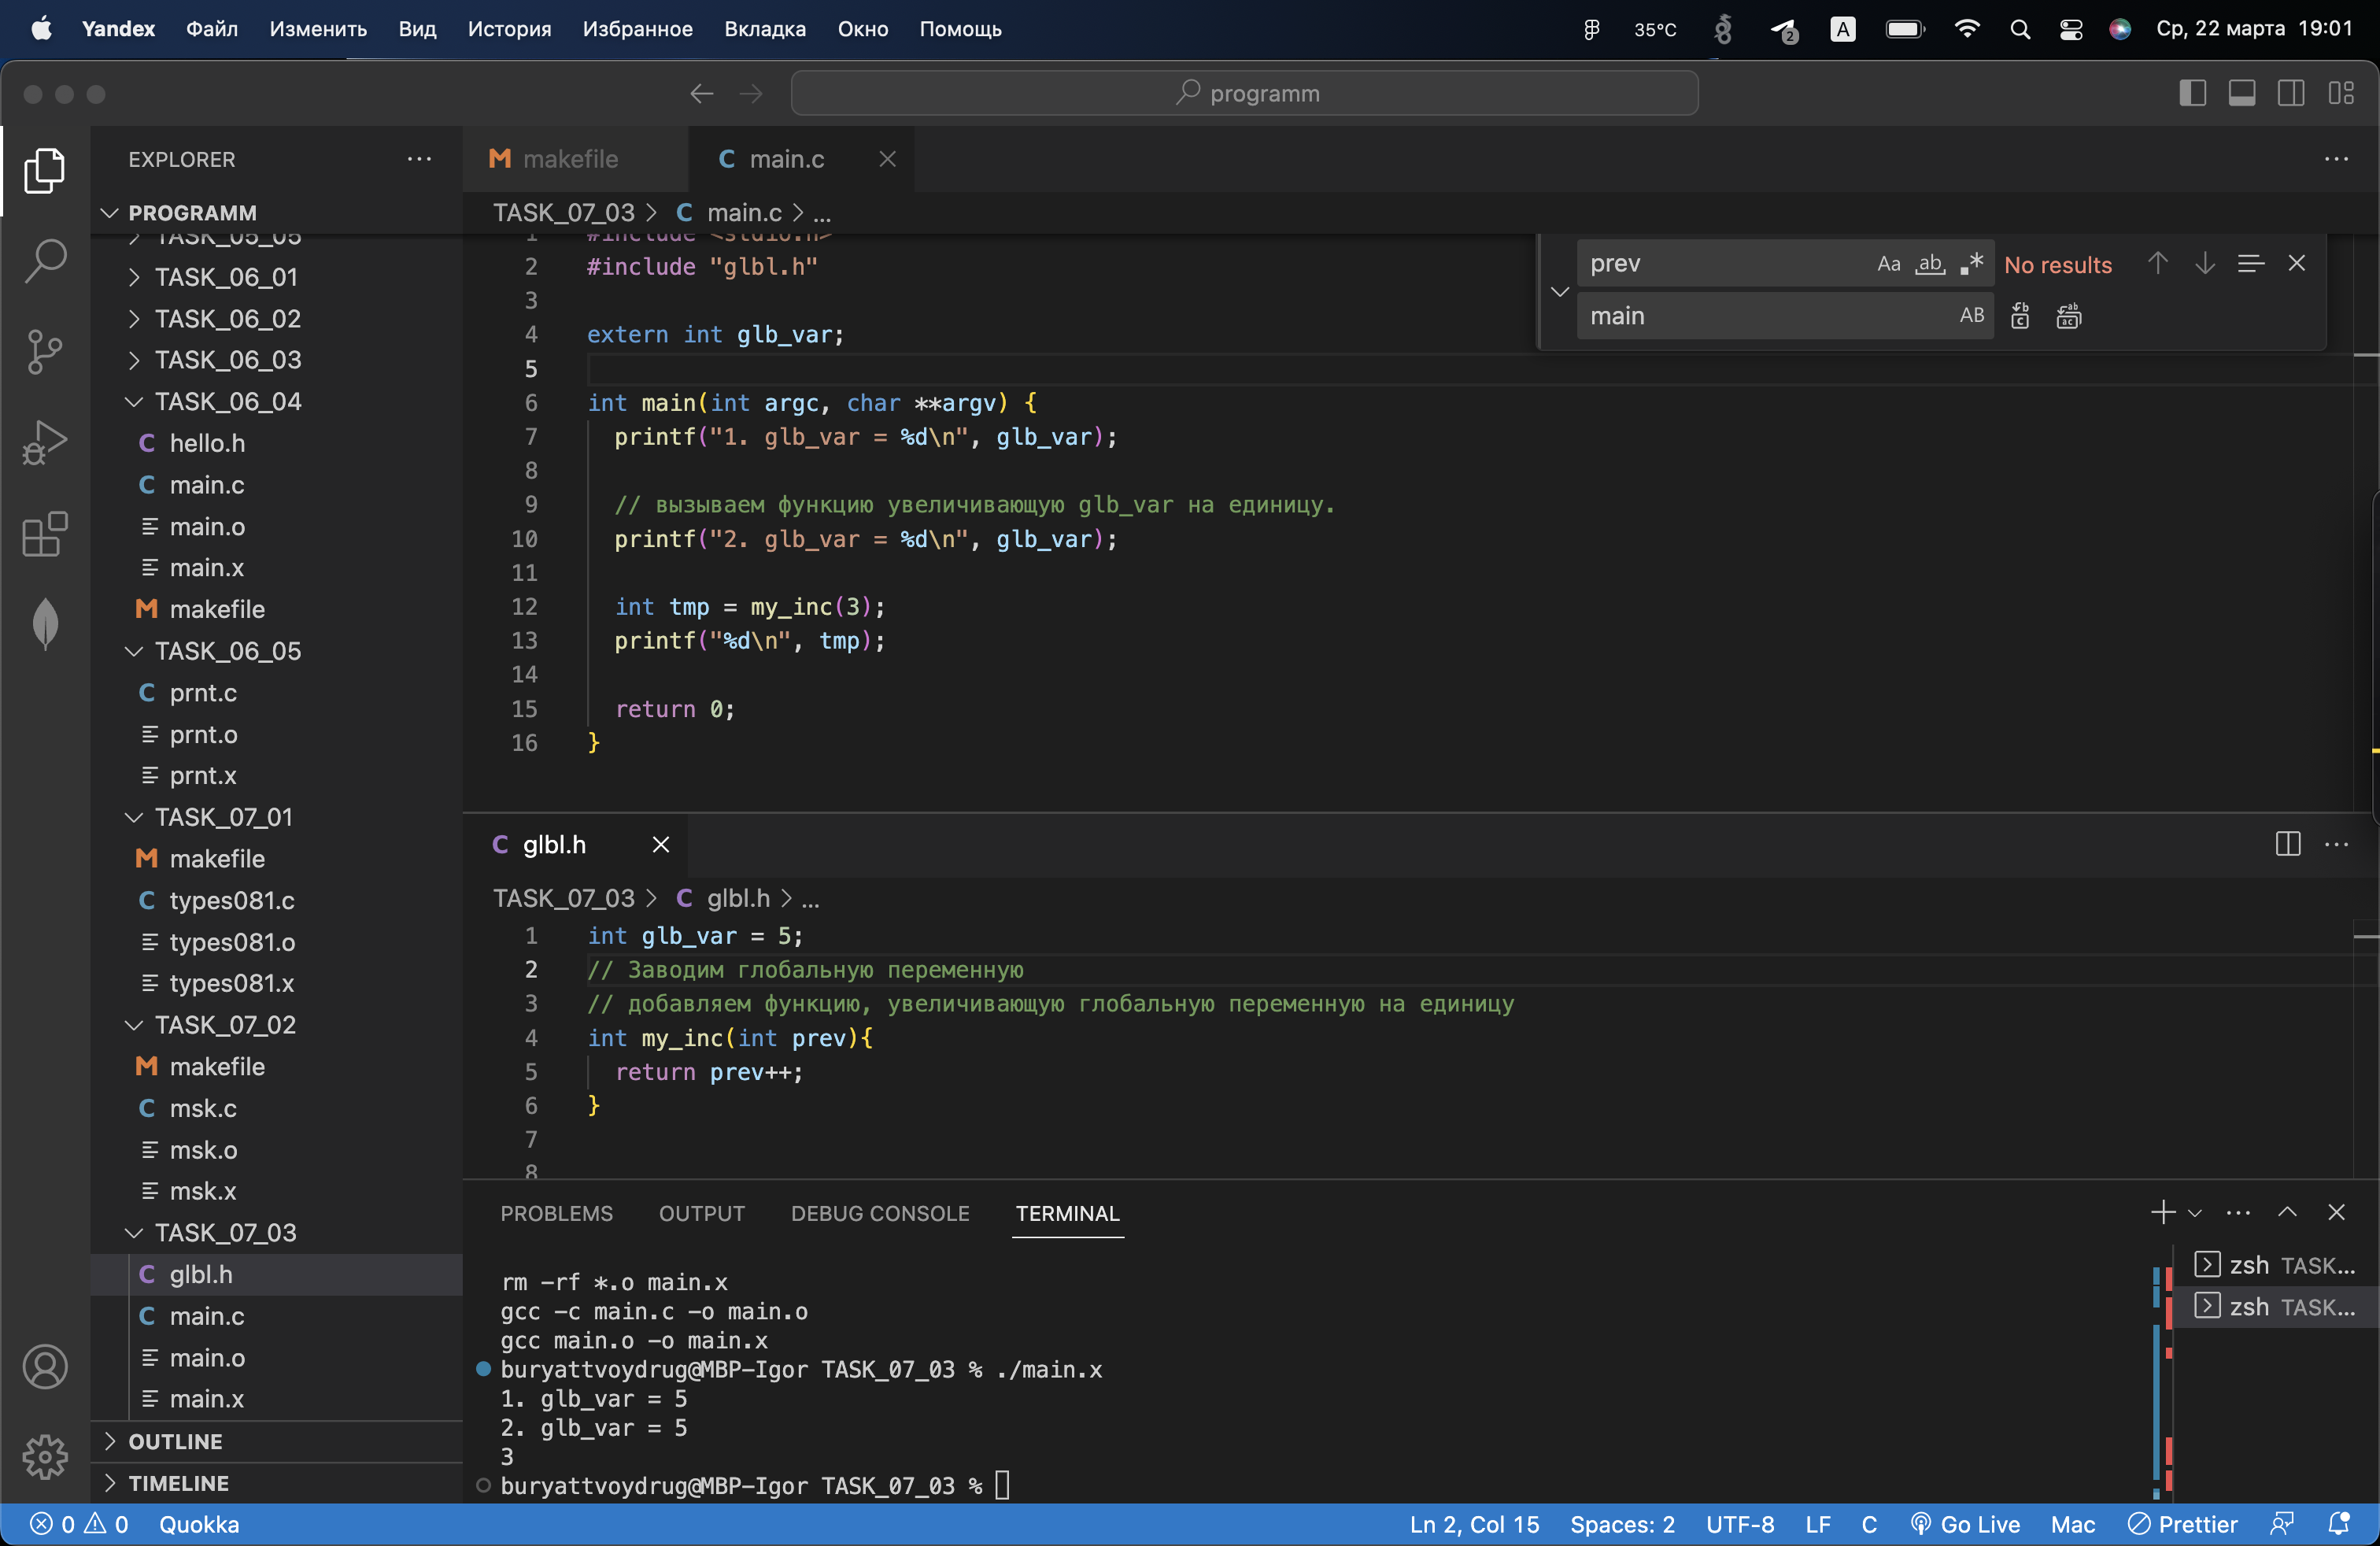 Yandex Файл Изменить Вид История Избранное Вкладка Окно Помощь 35°C 2 A Ср, 22 марта 19:01
programm
EXPLORER
PROGRAMM
TASK_05_05
TASK_06_01
TASK_06_02
TASK_06_03
TASK_06_04
C hello.h
C main.c
main.o
main.x
M makefile
TASK_06_05
C prnt.c
prnt.o
prnt.x
TASK_07_01
M makefile
C types081.c
types081.o
types081.x
TASK_07_02
M makefile
C msk.c
msk.o
msk.x
TASK_07_03
C glbl.h
C main.c
main.o
main.x
OUTLINE
TIMELINE
M makefile C main.c
TASK_07_03 > C main.c > ...
1 #include <stdio.h>
2 #include "glbl.h"
3
4 extern int glb_var;
5
6 int main(int argc, char **argv) {
7 printf("1. glb_var = %d\n", glb_var);
8
9 // вызываем функцию увеличивающую glb_var на единицу.
10 printf("2. glb_var = %d\n", glb_var);
11
12 int tmp = my_inc(3);
13 printf("%d\n", tmp);
14
15 return 0;
16 }
prev Aa ab .* No results
main AB
C glbl.h
TASK_07_03 > C glbl.h > ...
1 int glb_var = 5;
2 // Заводим глобальную переменную
3 // добавляем функцию, увеличивающую глобальную переменную на единицу
4 int my_inc(int prev){
5 return prev++;
6 }
7
8
PROBLEMS OUTPUT DEBUG CONSOLE TERMINAL
rm -rf *.o main.x
gcc -c main.c -o main.o
gcc main.o -o main.x
buryattvoydrug@MBP-Igor TASK_07_03 % ./main.x
1. glb_var = 5
2. glb_var = 5
3
buryattvoydrug@MBP-Igor TASK_07_03 %
zsh TASK...
zsh TASK...
0 0 Quokka Ln 2, Col 15 Spaces: 2 UTF-8 LF C Go Live Mac Prettier